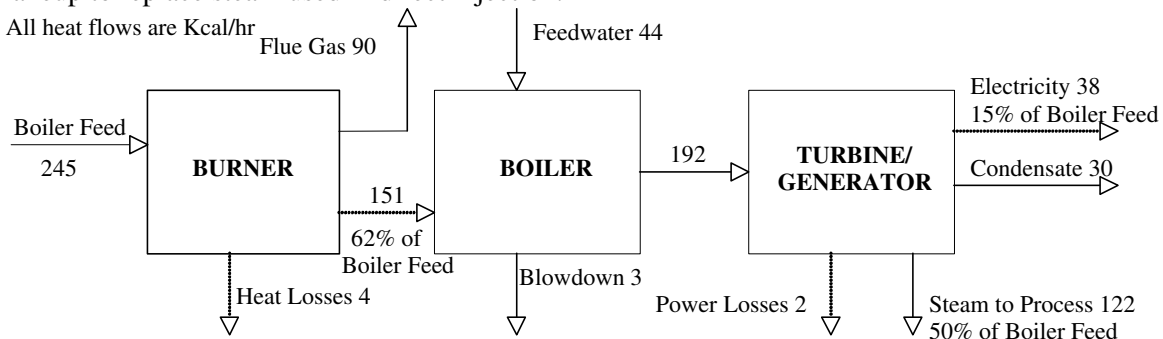 All heat flows are Kcal/hr
Flue Gas 90
Feedwater 44
Boiler Feed
245
BURNER
151
62% of
Boiler Feed
Heat Losses 4
BOILER
Blowdown 3
192
TURBINE/
GENERATOR
Electricity 38
15% of Boiler Feed
Condensate 30
Power Losses 2
Steam to Process 122
50% of Boiler Feed